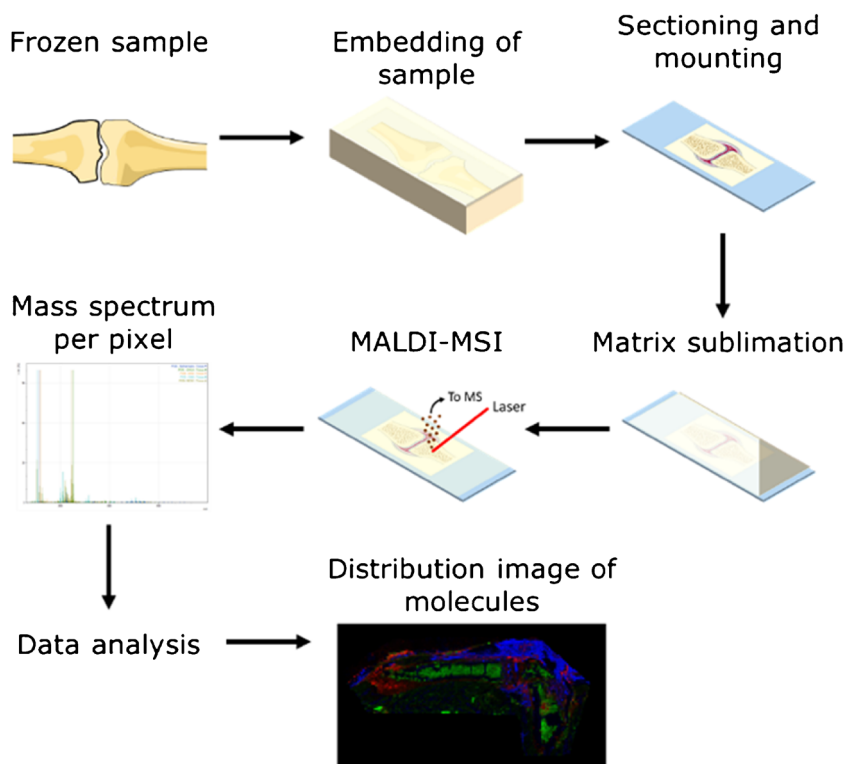 Frozen sample
Embedding of
sample
Sectioning and
mounting
Matrix sublimation
MALDI-MSI
To MS
Laser
Mass spectrum
per pixel
Data analysis
Distribution image of
molecules